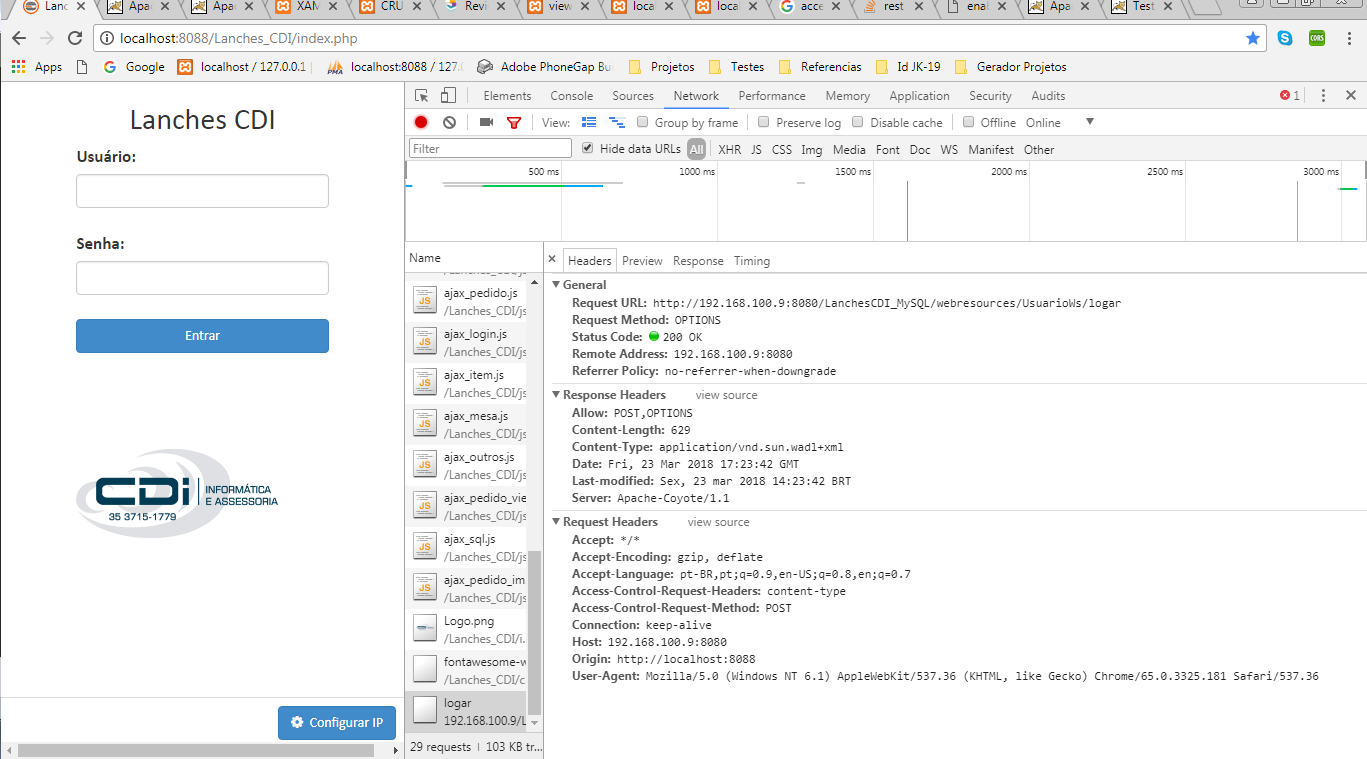 Lanc
Apac
Apac
XAM
CRU
Revi
view
loca
loca
acce
rest
enal
Apac
Test
localhost:8088/Lanches_CDI/index.php
CORS
Apps
Google
localhost / 127.0.0.1
localhost:8088 / 127.0
Adobe PhoneGap Bu
Projetos
Testes
Referencias
Id JK-19
Gerador Projetos
Lanches CDI
Usuário:
Senha:
Entrar
CDi INFORMÁTICA
E ASSESSORIA
35 3715-1779
Configurar IP
Elements Console Sources Network Performance Memory Application Security Audits 1
View: Group by frame Preserve log Disable cache Offline Online
Filter Hide data URLs All XHR JS CSS Img Media Font Doc WS Manifest Other
500 ms 1000 ms 1500 ms 2000 ms 2500 ms 3000 ms
Name
/Lanches_CDI/js
ajax_pedido.js
/Lanches_CDI/js
ajax_login.js
/Lanches_CDI/js
ajax_item.js
/Lanches_CDI/js
ajax_mesa.js
/Lanches_CDI/js
ajax_outros.js
/Lanches_CDI/js
ajax_pedido_vie
/Lanches_CDI/js
ajax_sql.js
/Lanches_CDI/js
ajax_pedido_im
/Lanches_CDI/js
Logo.png
/Lanches_CDI/i...
fontawesome-w
/Lanches_CDI/c
logar
192.168.100.9/L
29 requests | 103 KB tr...
Headers Preview Response Timing
General
Request URL: http://192.168.100.9:8080/LanchesCDI_MySQL/webresources/UsuarioWs/logar
Request Method: OPTIONS
Status Code: 200 OK
Remote Address: 192.168.100.9:8080
Referrer Policy: no-referrer-when-downgrade
Response Headers view source
Allow: POST,OPTIONS
Content-Length: 629
Content-Type: application/vnd.sun.wadl+xml
Date: Fri, 23 Mar 2018 17:23:42 GMT
Last-modified: Sex, 23 mar 2018 14:23:42 BRT
Server: Apache-Coyote/1.1
Request Headers view source
Accept: */*
Accept-Encoding: gzip, deflate
Accept-Language: pt-BR,pt;q=0.9,en-US;q=0.8,en;q=0.7
Access-Control-Request-Headers: content-type
Access-Control-Request-Method: POST
Connection: keep-alive
Host: 192.168.100.9:8080
Origin: http://localhost:8088
User-Agent: Mozilla/5.0 (Windows NT 6.1) AppleWebKit/537.36 (KHTML, like Gecko) Chrome/65.0.3325.181 Safari/537.36